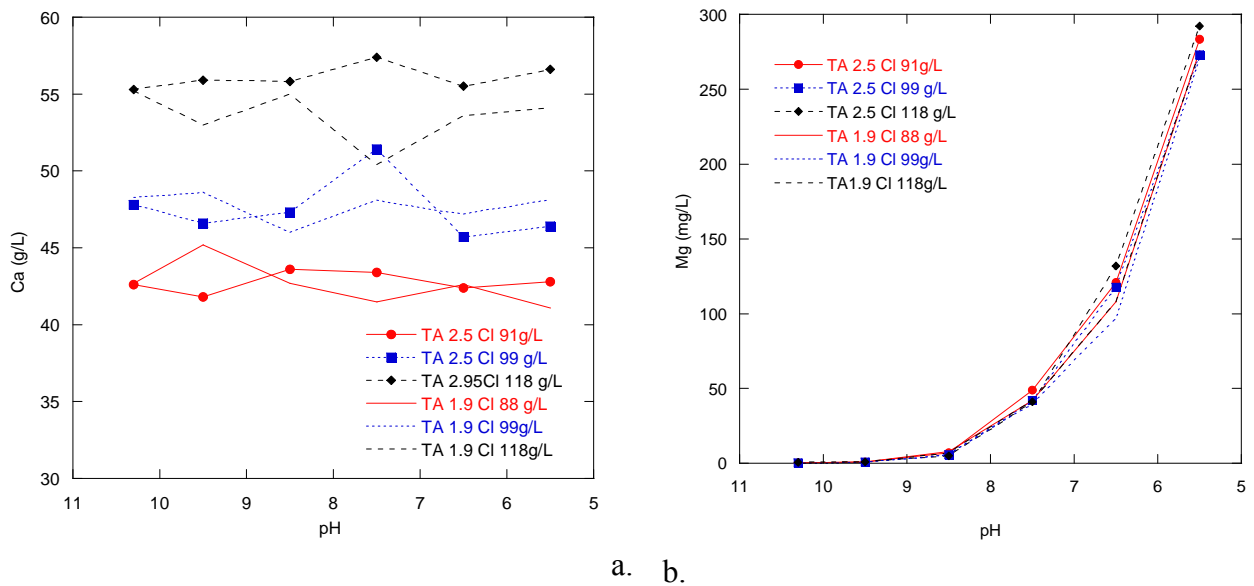 60
55
50
45
40
35
30
Ca (g/L)
TA 2.5 Cl 91g/L
TA 2.5 Cl 99 g/L
TA 2.95Cl 118 g/L
TA 1.9 Cl 88 g/L
TA 1.9 Cl 99g/L
TA 1.9 Cl 118g/L
11 10 9 8 7 6 5
pH
a.
300
250
200
150
100
50
0
Mg (mg/L)
TA 2.5 Cl 91g/L
TA 2.5 Cl 99 g/L
TA 2.5 Cl 118 g/L
TA 1.9 Cl 88 g/L
TA 1.9 Cl 99g/L
TA1.9 Cl 118g/L
11 10 9 8 7 6 5
pH
b.